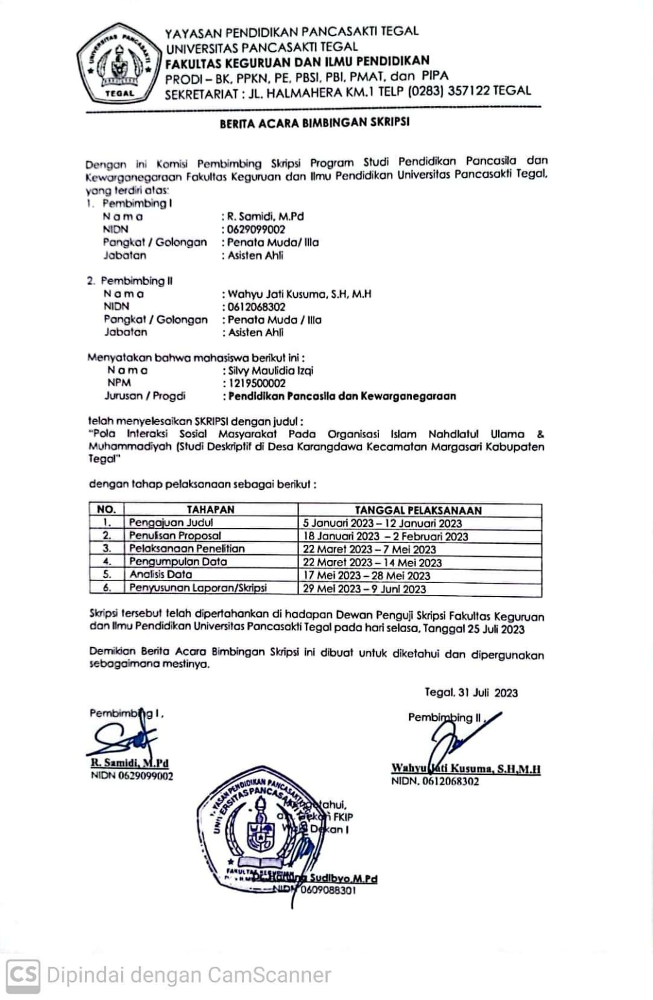 UNIVERSITAS PANCASAKTI
TEGAL
YAYASAN PENDIDIKAN PANCASAKTI TEGAL
UNIVERSITAS PANCASAKTI TEGAL
FAKULTAS KEGURUAN DAN ILMU PENDIDIKAN
PRODI – BK, PPKN, PE, PBSI, PBI, PMAT, dan PIPA
SEKRETARIAT : JL. HALMAHERA KM.1 TELP (0283) 357122 TEGAL
BERITA ACARA BIMBINGAN SKRIPSI
Dengan ini Komisi Pembimbing Skripsi Program Studi Pendidikan Pancasila dan
Kewarganegaraan Fakultas Keguruan dan Ilmu Pendidikan Universitas Pancasakti Tegal,
yang terdiri atas:
1. Pembimbing I
N a m a : R. Samidi, M.Pd
NIDN : 0629099002
Pangkat / Golongan : Penata Muda/ IIIa
Jabatan : Asisten Ahli
2. Pembimbing II
N a m a : Wahyu Jati Kusuma, S.H, M.H
NIDN : 0612068302
Pangkat / Golongan : Penata Muda / IIIa
Jabatan : Asisten Ahli
Menyatakan bahwa mahasiswa berikut ini :
N a m a : Silvy Maulidia Izqi
NPM : 1219500002
Jurusan / Progdi : Pendidikan Pancasila dan Kewarganegaraan
telah menyelesaikan SKRIPSI dengan judul :
"Pola Interaksi Sosial Masyarakat Pada Organisasi Islam Nahdlatul Ulama &
Muhammadiyah (Studi Deskriptif di Desa Karangdawa Kecamatan Margasari Kabupaten
Tegal"
dengan tahap pelaksanaan sebagai berikut :
NO. TAHAPAN TANGGAL PELAKSANAAN
1. Pengajuan Judul 5 Januari 2023 – 12 Januari 2023
2. Penulisan Proposal 18 Januari 2023 – 2 Februari 2023
3. Pelaksanaan Penelitian 22 Maret 2023 – 7 Mei 2023
4. Pengumpulan Data 22 Maret 2023 – 14 Mei 2023
5. Analisis Data 17 Mei 2023 – 28 Mei 2023
6. Penyusunan Laporan/Skripsi 29 Mei 2023 – 9 Juni 2023
Skripsi tersebut telah dipertahankan di hadapan Dewan Penguji Skripsi Fakultas Keguruan
dan Ilmu Pendidikan Universitas Pancasakti Tegal pada hari selasa, Tanggal 25 Juli 2023
Demikian Berita Acara Bimbingan Skripsi ini dibuat untuk diketahui dan dipergunakan
sebagaimana mestinya.
Tegal, 31 Juli 2023
Pembimbing I,
Pembimbing II,
R. Samidi, M.Pd
NIDN 0629099002
Wahyu Jati Kusuma, S.H,M.H
NIDN. 0612068302
YAYASAN PENDIDIKAN PANCASAKTI TEGAL
UNIVERSITAS PANCASAKTI TEGAL
FAKULTAS KEGURUAN
Dekan FKIP
Dekan I
Sudibyo,M.Pd
NIDN 0609088301
CS Dipindai dengan CamScanner